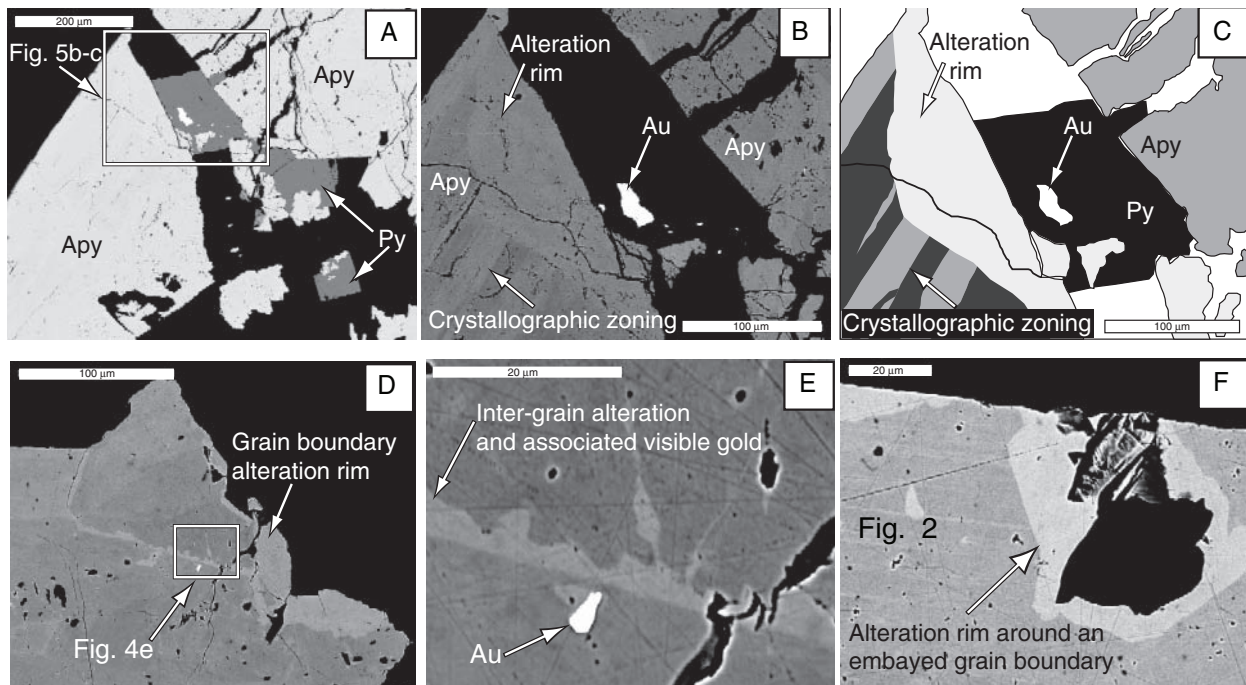 200 μm
A
Fig. 5b-c
Apy
Apy
Py
B
Alteration
rim
Au
Apy
Apy
Crystallographic zoning
100 μm
C
Alteration
rim
Au
Apy
Py
Crystallographic zoning
100 μm
100 μm
D
Grain boundary
alteration rim
Fig. 4e
20 μm
E
Inter-grain alteration
and associated visible gold
Au
20 μm
F
Fig. 2
Alteration rim around an
embayed grain boundary